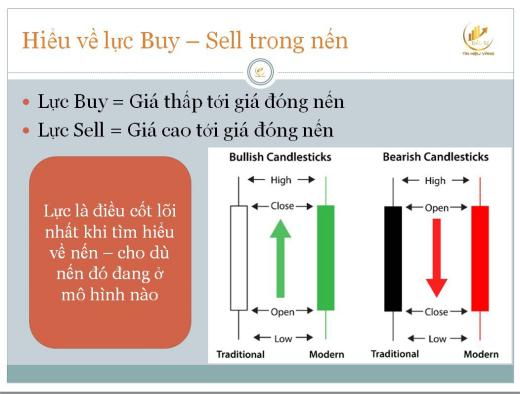 Hiểu về lực Buy – Sell trong nến
TÍN HIỆU VÀNG
• Lực Buy = Giá thấp tới giá đóng nến
• Lực Sell = Giá cao tới giá đóng nến
Lực là điều cốt lõi
nhất khi tìm hiểu
về nến – cho dù
nến đó đang ở
mô hình nào
Bullish Candlesticks
High
Close
Open
Low
Traditional Modern
Bearish Candlesticks
High
Open
Close
Low
Traditional Modern